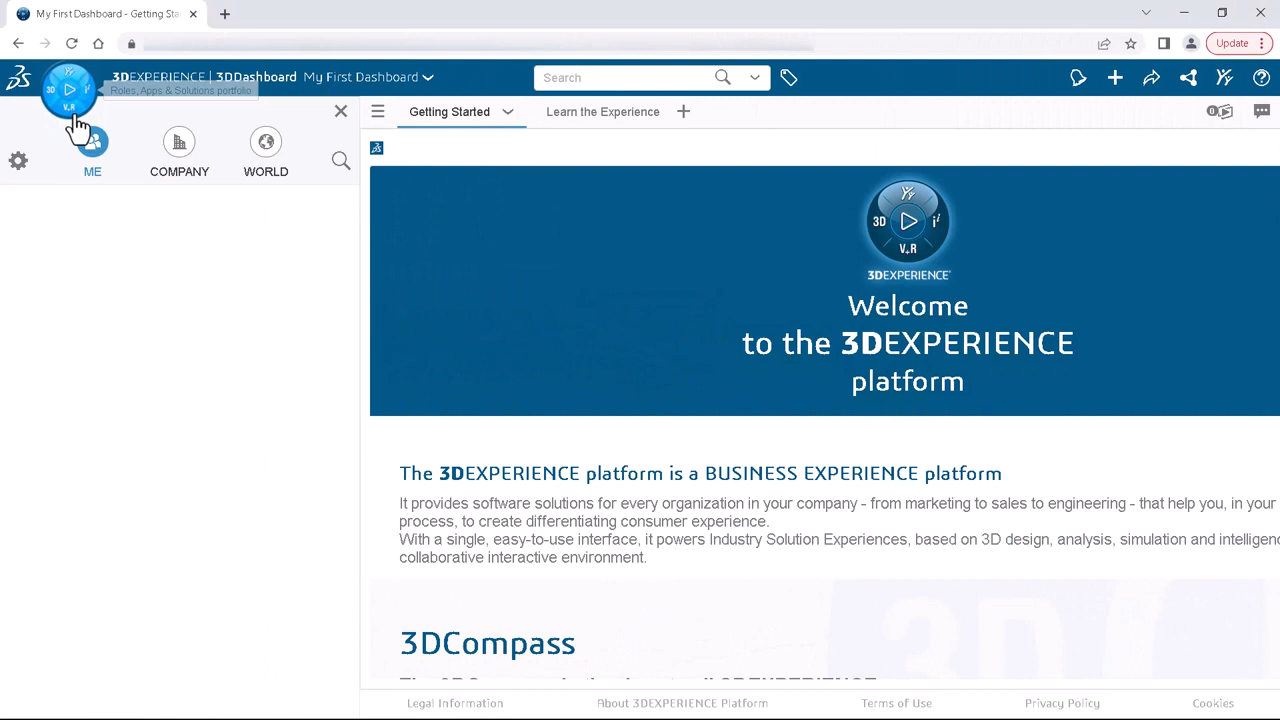 My First Dashboard - Getting Sta
Update
3DEXPERIENCE | 3DDashboard My First Dashboard
Search
3D
V.R
Roles, Apps & Solutions portfolio
Getting Started
Learn the Experience
ME
COMPANY
WORLD
3D
V+R
3DEXPERIENCE
Welcome
to the 3DEXPERIENCE
platform
The 3DEXPERIENCE platform is a BUSINESS EXPERIENCE platform
It provides software solutions for every organization in your company - from marketing to sales to engineering - that help you, in your
process, to create differentiating consumer experience.
With a single, easy-to-use interface, it powers Industry Solution Experiences, based on 3D design, analysis, simulation and intelligenc
collaborative interactive environment.
3DCompass
Legal Information
About 3DEXPERIENCE Platform
Terms of Use
Privacy Policy
Cookies